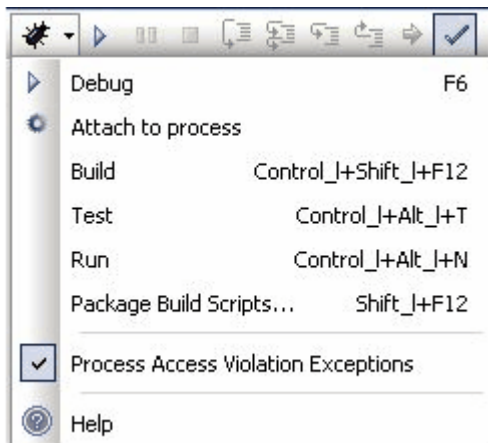 Debug F6
Attach to process
Build Control_l+Shift_l+F12
Test Control_l+Alt_l+T
Run Control_l+Alt_l+N
Package Build Scripts... Shift_l+F12
Process Access Violation Exceptions
Help